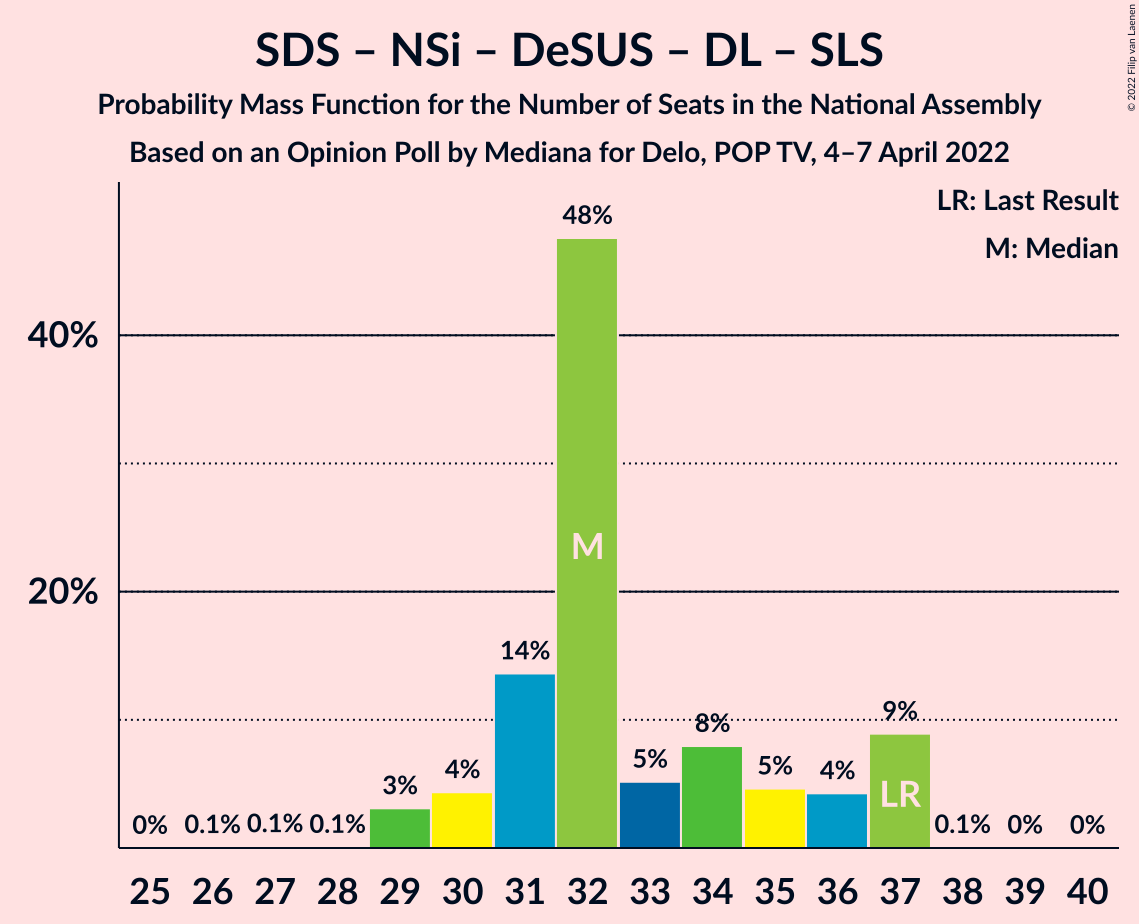 SDS – NSi – DeSUS – DL – SLS
Probability Mass Function for the Number of Seats in the National Assembly
Based on an Opinion Poll by Mediana for Delo, POP TV, 4–7 April 2022
© 2022 Filip van Laenen
LR: Last Result
M: Median
48%
40%
M
20%
14%
9%
8%
5%
5%
4%
4%
3%
LR
0%
0.1%
0.1%
0.1%
0.1%
0%
0%
25 26 27 28 29 30 31 32 33 34 35 36 37 38 39 40